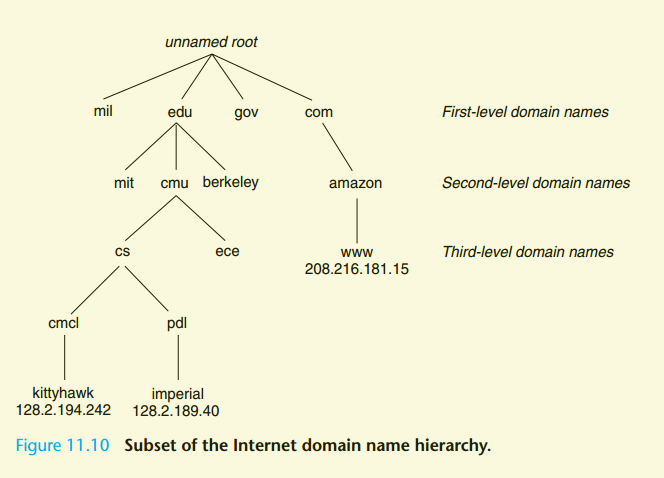 unnamed root
mil edu gov com First-level domain names
mit cmu berkeley amazon Second-level domain names
cs ece www Third-level domain names
208.216.181.15
cmcl pdl
kittyhawk imperial
128.2.194.242 128.2.189.40
Figure 11.10 Subset of the Internet domain name hierarchy.